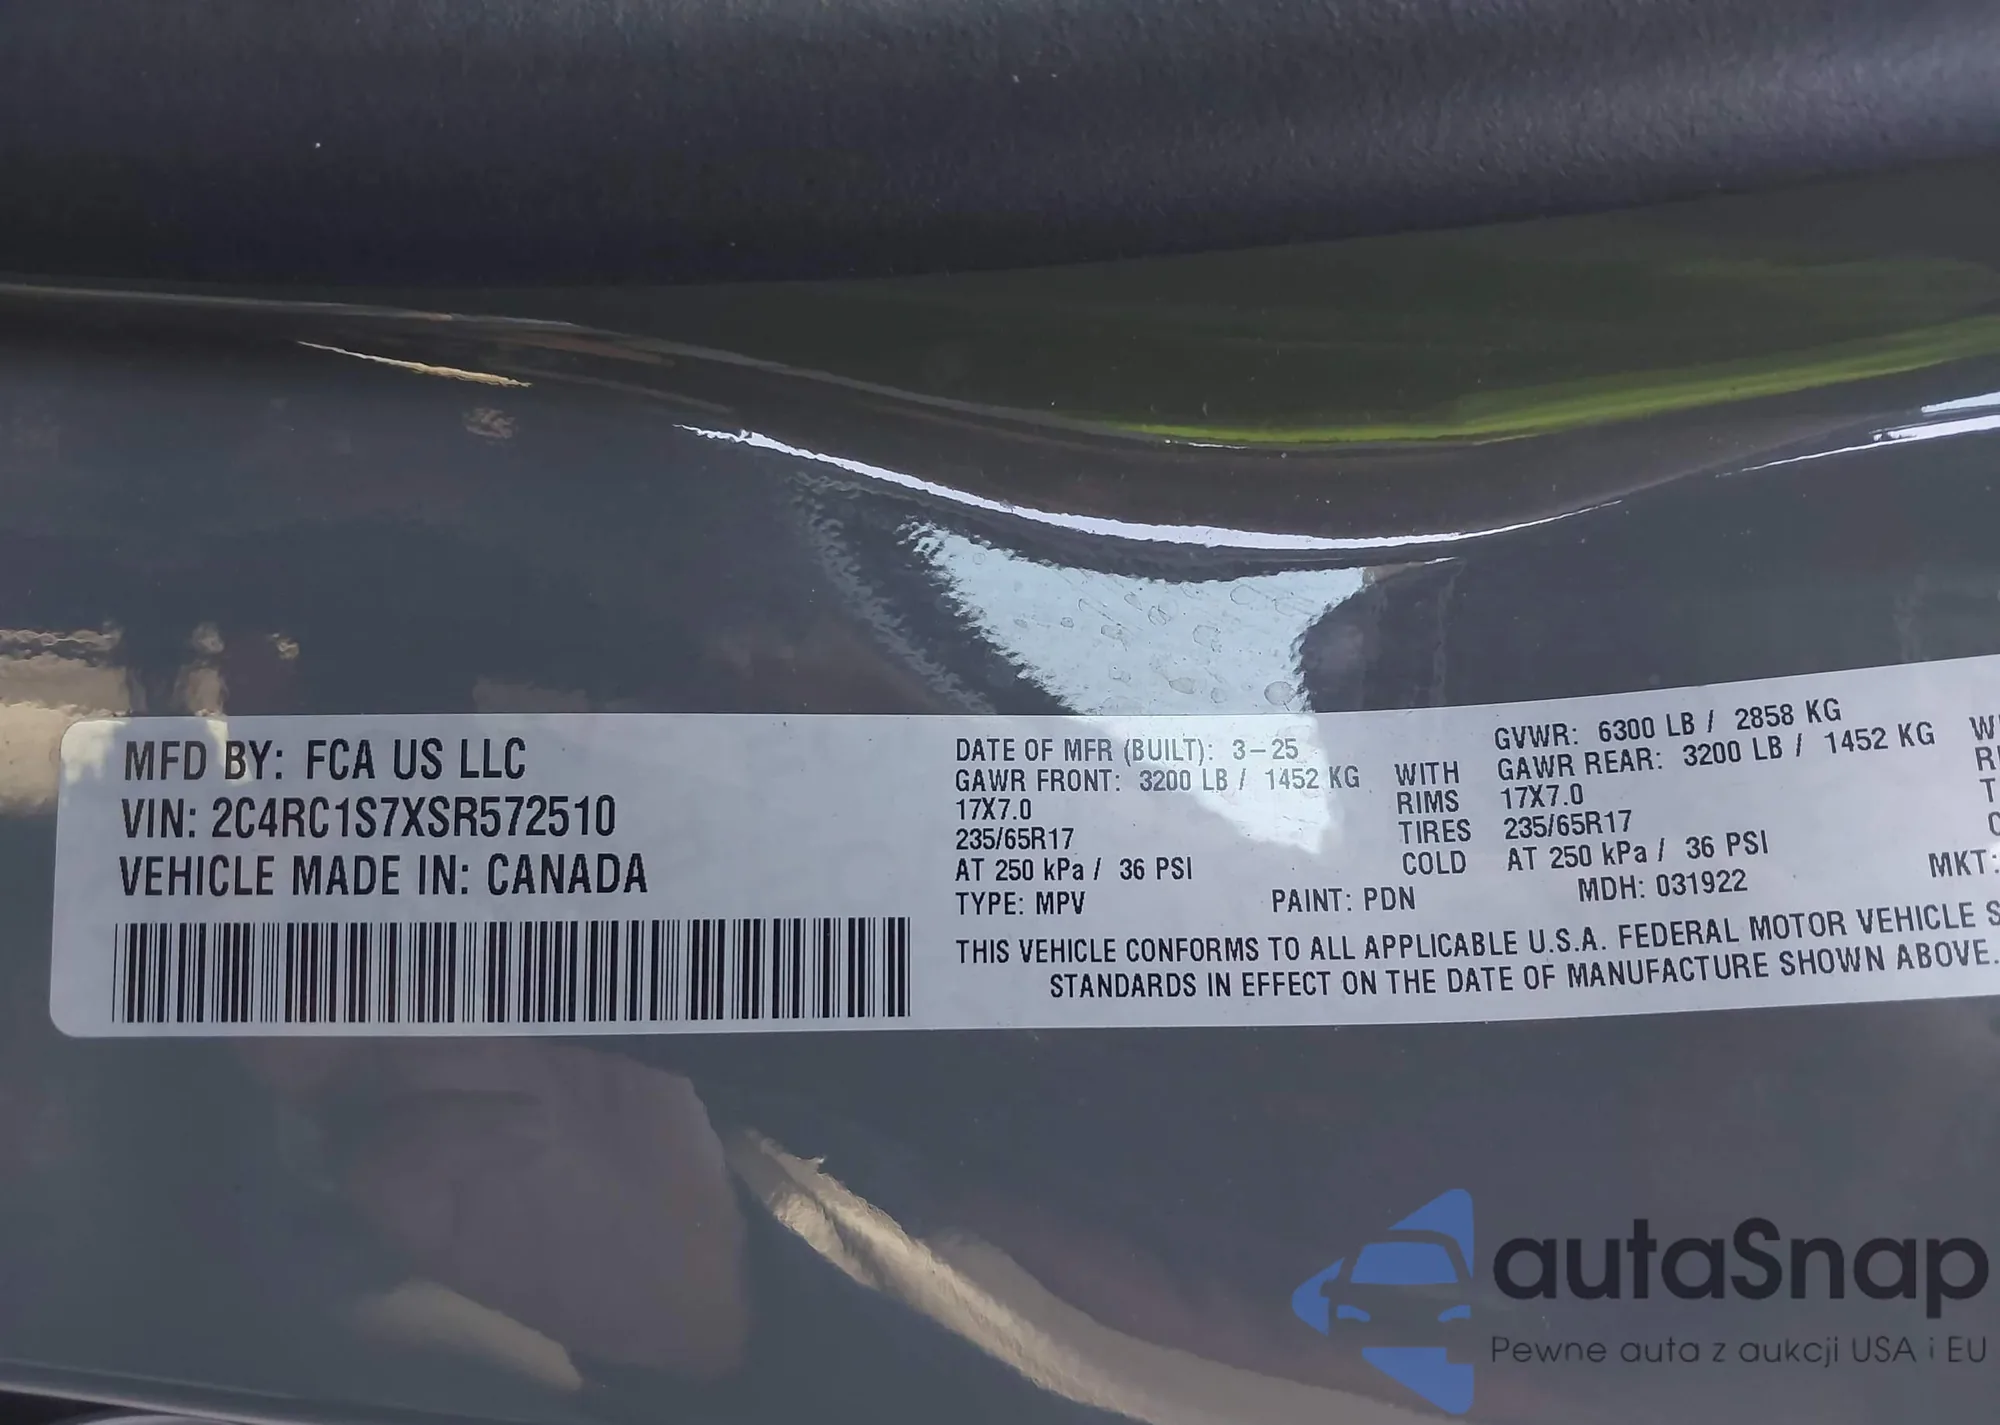 MFD BY: FCA US LLC
VIN: 2C4RC1S7XSR572510
VEHICLE MADE IN: CANADA
DATE OF MFR (BUILT): 3-25 GVWR: 6300 LB / 2858 KG
GAWR FRONT: 3200 LB / 1452 KG WITH GAWR REAR: 3200 LB / 1452 KG
17X7.0 RIMS 17X7.0
235/65R17 TIRES 235/65R17
AT 250 kPa / 36 PSI COLD AT 250 kPa / 36 PSI
TYPE: MPV PAINT: PDN MDH: 031922 MKT:
THIS VEHICLE CONFORMS TO ALL APPLICABLE U.S.A. FEDERAL MOTOR VEHICLE
STANDARDS IN EFFECT ON THE DATE OF MANUFACTURE SHOWN ABOVE.
autaSnap
Pewne auta z aukcji USA i EU